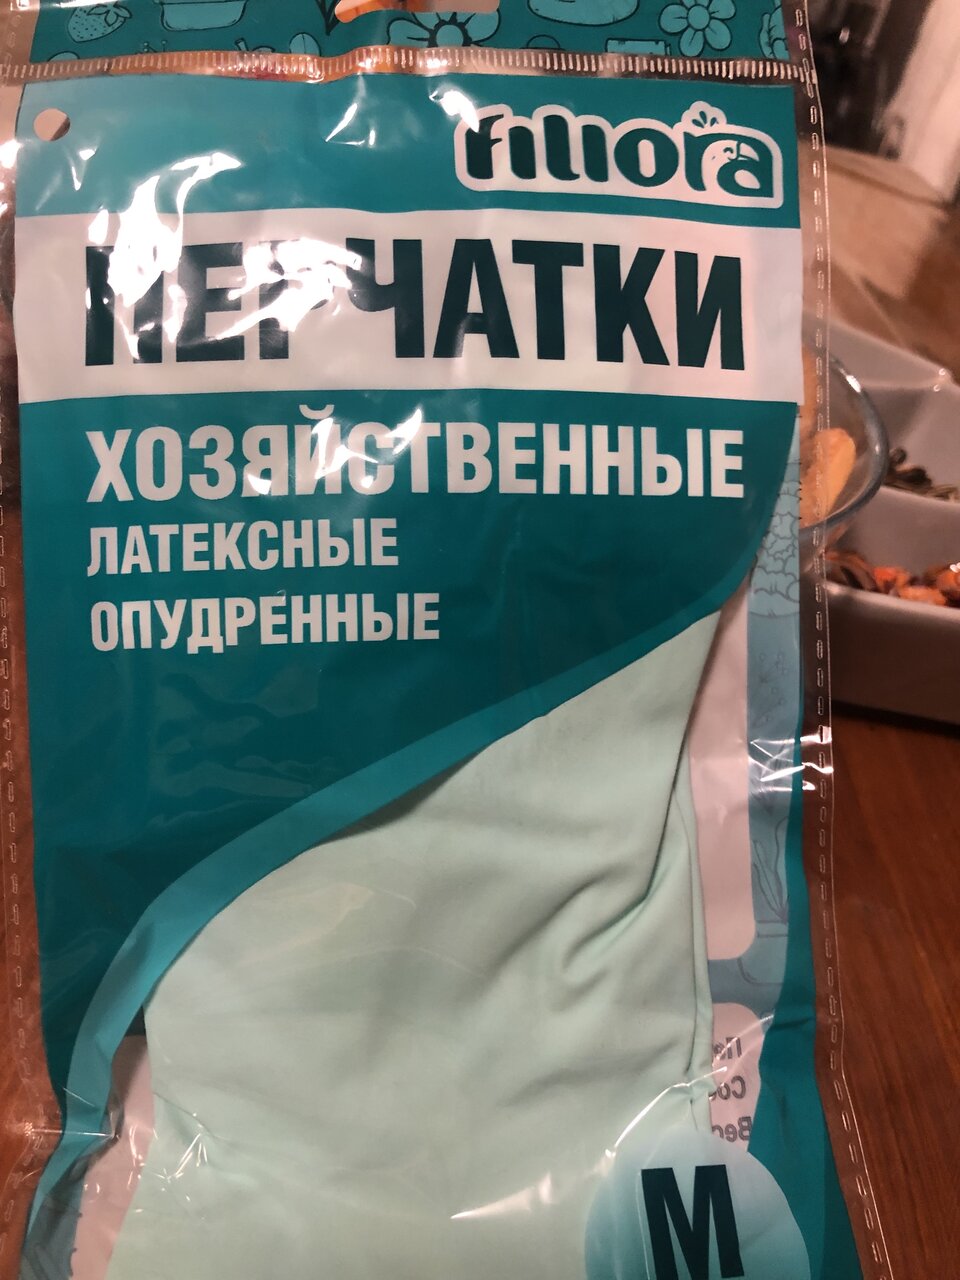 fillora
ПЕРЧАТКИ
ХОЗЯЙСТВЕННЫЕ
ЛАТЕКСНЫЕ
ОПУДРЕННЫЕ
M